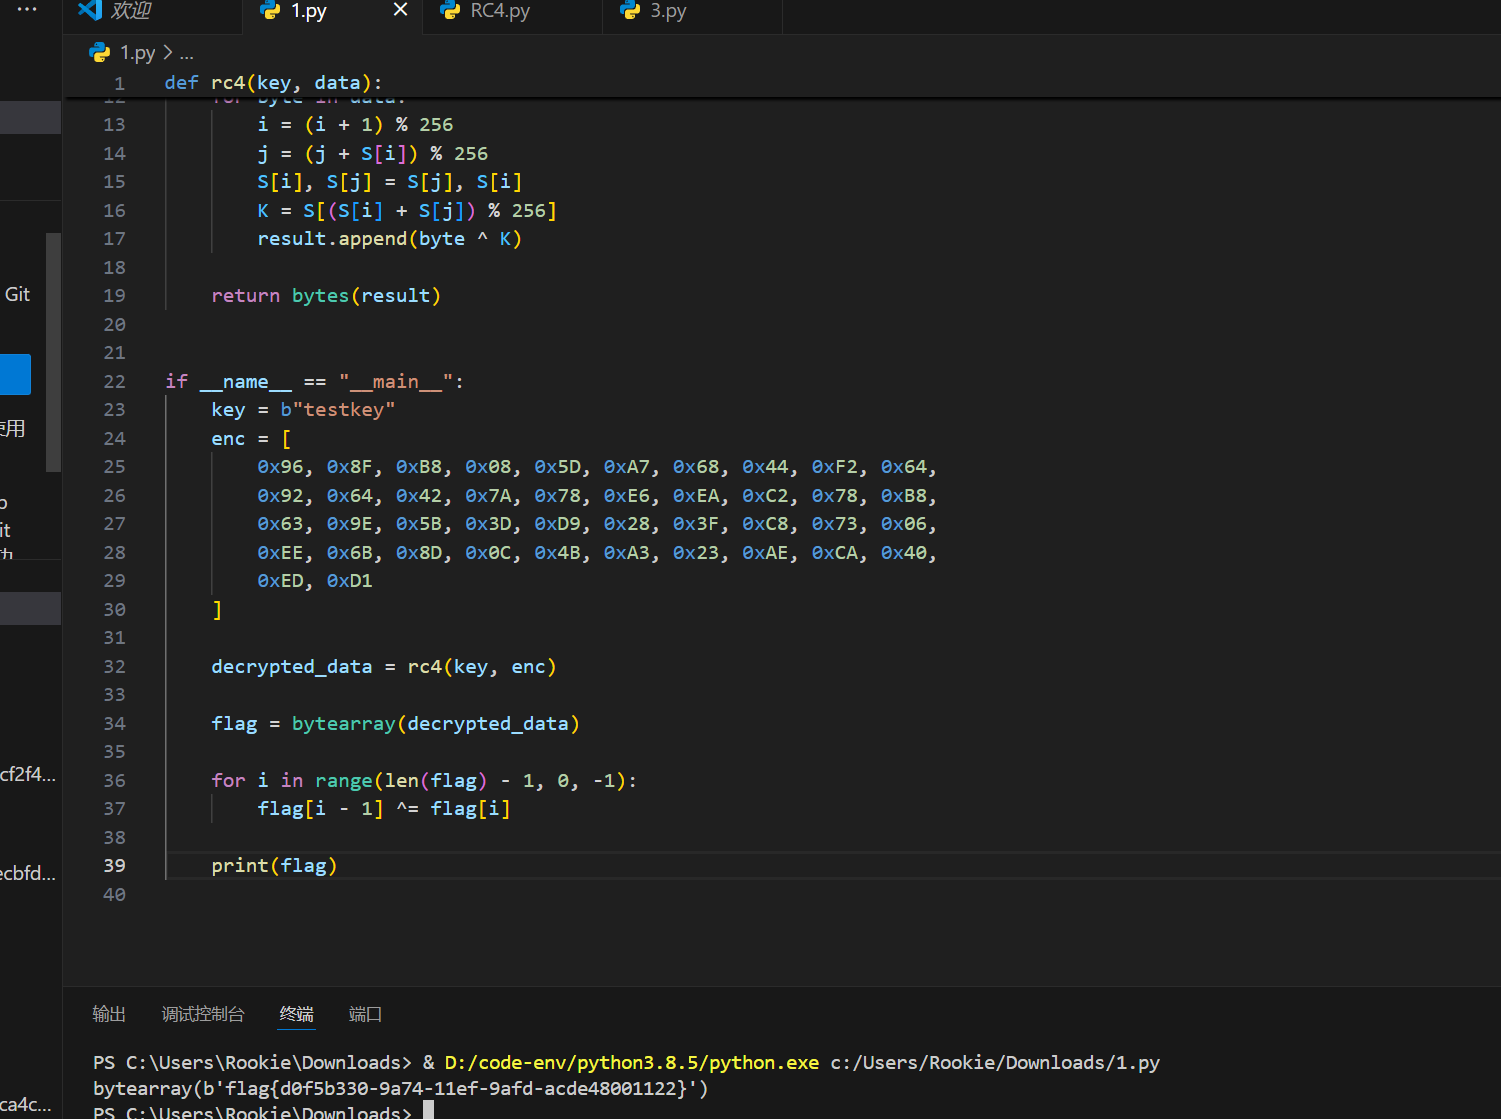 ··· 欢迎 1.py × RC4.py 3.py
1.py > ...
1 def rc4(key, data):
12 for byte in data:
13 i = (i + 1) % 256
14 j = (j + S[i]) % 256
15 S[i], S[j] = S[j], S[i]
16 K = S[(S[i] + S[j]) % 256]
17 result.append(byte ^ K)
18
Git
19 return bytes(result)
20
21
22 if __name__ == "__main__":
23 key = b"testkey"
使用
24 enc = [
25 0x96, 0x8F, 0xB8, 0x08, 0x5D, 0xA7, 0x68, 0x44, 0xF2, 0x64,
26 0x92, 0x64, 0x42, 0x7A, 0x78, 0xE6, 0xEA, 0xC2, 0x78, 0xB8,
27 0x63, 0x9E, 0x5B, 0x3D, 0xD9, 0x28, 0x3F, 0xC8, 0x73, 0x06,
it
28 0xEE, 0x6B, 0x8D, 0x0C, 0x4B, 0xA3, 0x23, 0xAE, 0xCA, 0x40,
29 0xED, 0xD1
30 ]
31
32 decrypted_data = rc4(key, enc)
33
34 flag = bytearray(decrypted_data)
35
cf2f4...
36 for i in range(len(flag) - 1, 0, -1):
37 flag[i - 1] ^= flag[i]
38
39 print(flag)
ecbfd...
40
输出 调试控制台 终端 端口
PS C:\Users\Rookie\Downloads> & D:/code-env/python3.8.5/python.exe c:/Users/Rookie/Downloads/1.py
bytearray(b'flag{d0f5b330-9a74-11ef-9afd-acde48001122}')
ca4c...
PS C:\Users\Rookie\Downloads>